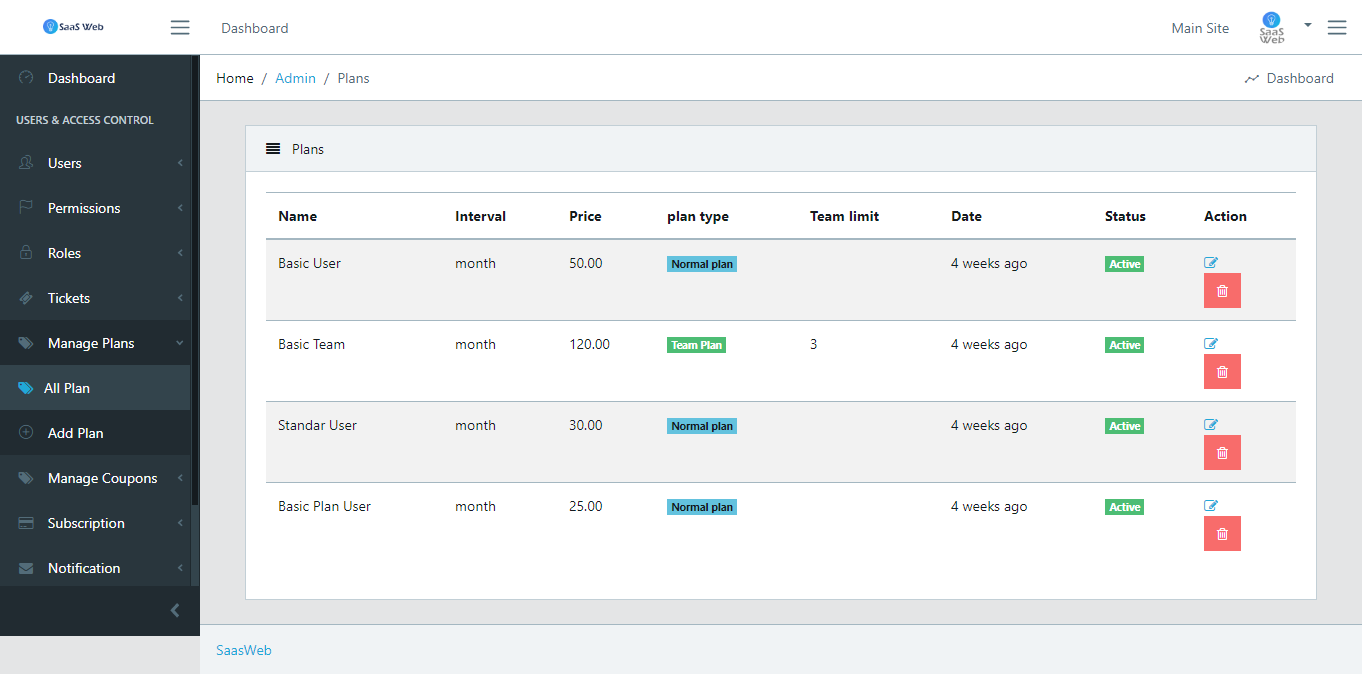 SaaS Web
Dashboard
Main Site
SaaS
Web
Dashboard
USERS & ACCESS CONTROL
Users
Permissions
Roles
Tickets
Manage Plans
All Plan
Add Plan
Manage Coupons
Subscription
Notification
Home / Admin / Plans
Dashboard
Plans
Name Interval Price plan type Team limit Date Status Action
Basic User month 50.00 Normal plan 4 weeks ago Active
Basic Team month 120.00 Team Plan 3 4 weeks ago Active
Standar User month 30.00 Normal plan 4 weeks ago Active
Basic Plan User month 25.00 Normal plan 4 weeks ago Active
SaasWeb